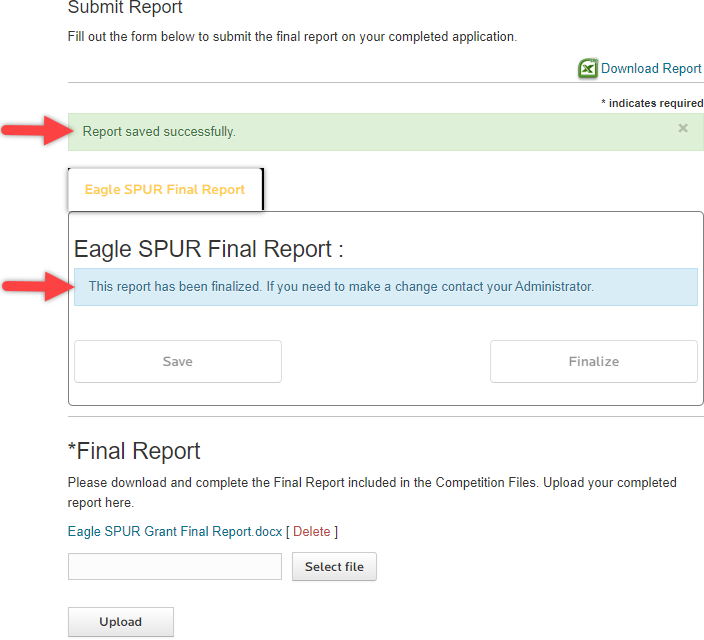 Submit Report
Fill out the form below to submit the final report on your completed application.
Download Report
* indicates required
Report saved successfully.
×
Eagle SPUR Final Report
Eagle SPUR Final Report :
This report has been finalized. If you need to make a change contact your Administrator.
Save
Finalize
*Final Report
Please download and complete the Final Report included in the Competition Files. Upload your completed
report here.
Eagle SPUR Grant Final Report.docx [ Delete ]
Select file
Upload